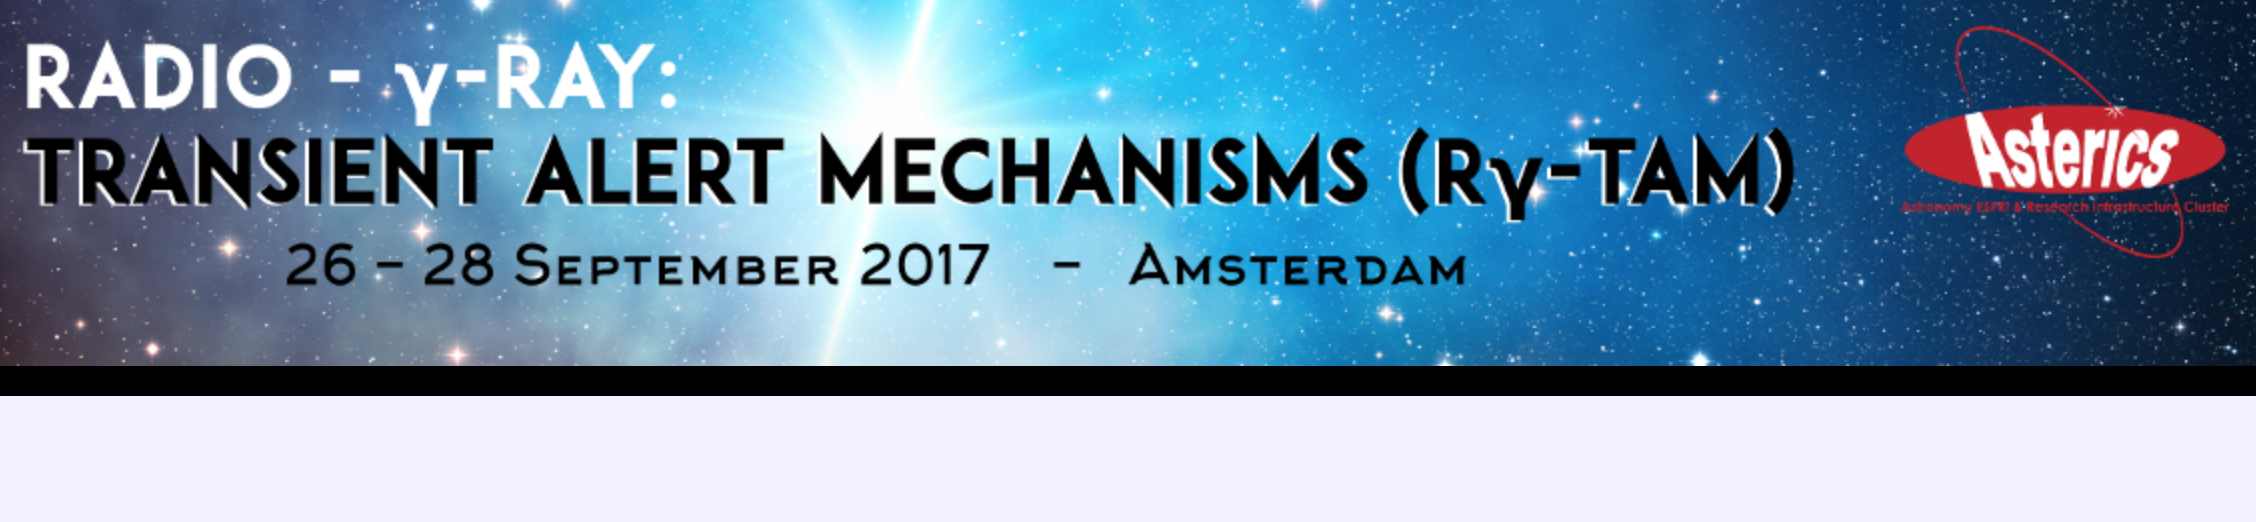 RADIO - γ-RAY:
TRANSIENT ALERT MECHANISMS (Rγ-TAM)
26 – 28 SEPTEMBER 2017 – AMSTERDAM
Asterics
Astronomy ESFRI & Research Infrastructure Cluster